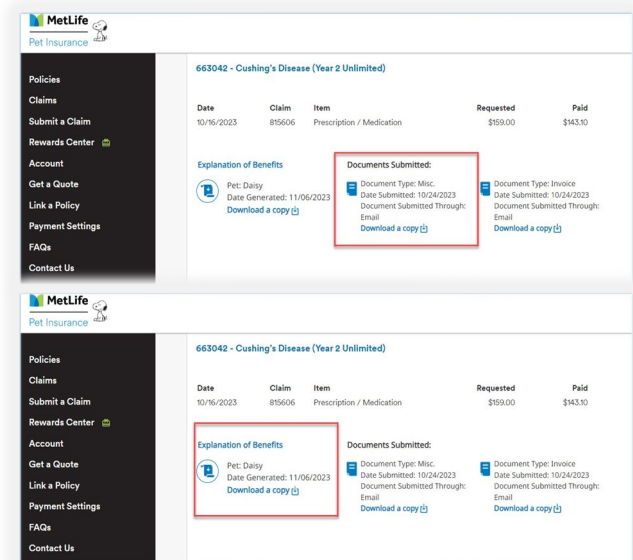 MetLife
Pet Insurance
Policies
Claims
Submit a Claim
Rewards Center
Account
Get a Quote
Link a Policy
Payment Settings
FAQs
Contact Us
663042 - Cushing's Disease (Year 2 Unlimited)
Date Claim Item Requested Paid
10/16/2023 815606 Prescription / Medication $159.00 $143.10
Explanation of Benefits
Pet: Daisy
Date Generated: 11/06/2023
Download a copy
Documents Submitted:
Document Type: Misc.
Date Submitted: 10/24/2023
Document Submitted Through:
Email
Download a copy
Document Type: Invoice
Date Submitted: 10/24/2023
Document Submitted Through:
Email
Download a copy
MetLife
Pet Insurance
Policies
Claims
Submit a Claim
Rewards Center
Account
Get a Quote
Link a Policy
Payment Settings
FAQs
Contact Us
663042 - Cushing's Disease (Year 2 Unlimited)
Date Claim Item Requested Paid
10/16/2023 815606 Prescription / Medication $159.00 $143.10
Explanation of Benefits
Pet: Daisy
Date Generated: 11/06/2023
Download a copy
Documents Submitted:
Document Type: Misc.
Date Submitted: 10/24/2023
Document Submitted Through:
Email
Download a copy
Document Type: Invoice
Date Submitted: 10/24/2023
Document Submitted Through:
Email
Download a copy